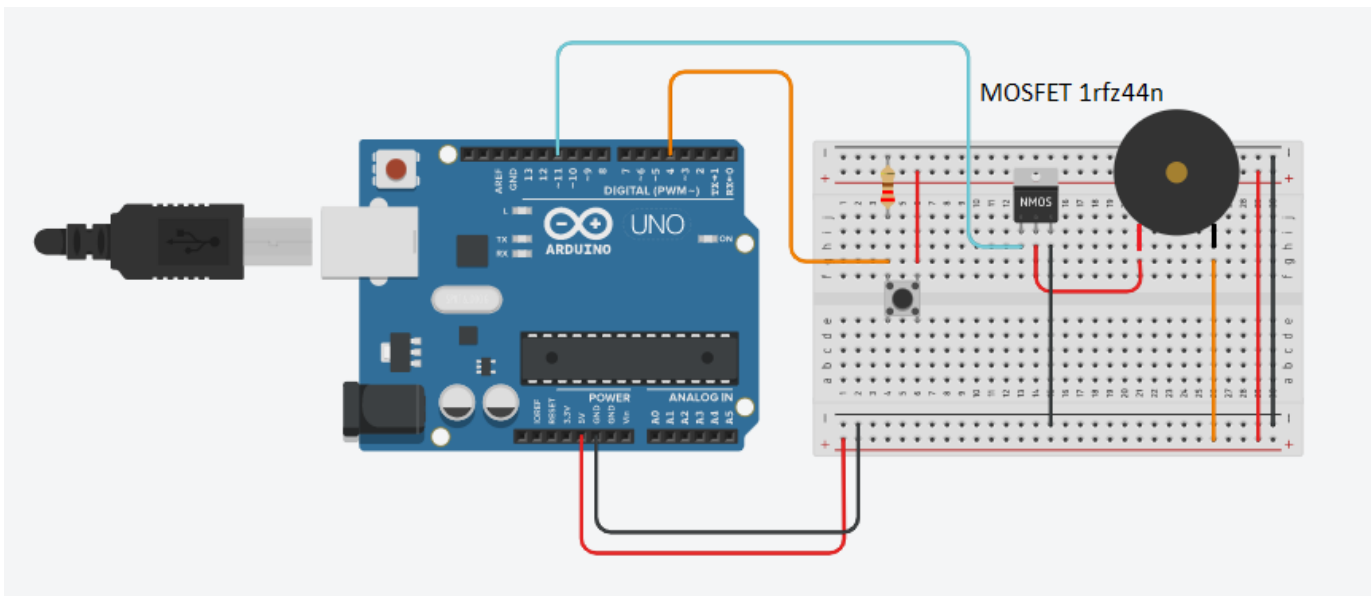 MOSFET 1rfz44n
AREF
GND
13
12
~11
~10
~9
8
7
~6
~5
4
~3
2
TX→1
RX←0
DIGITAL (PWM~)
L
TX
RX
UNO
ARDUINO
ON
NMOS
POWER
ANALOG IN
IOREF
RESET
3.3V
5V
GND
GND
Vin
A0
A1
A2
A3
A4
A5
j
i
h
g
f
e
d
c
b
a